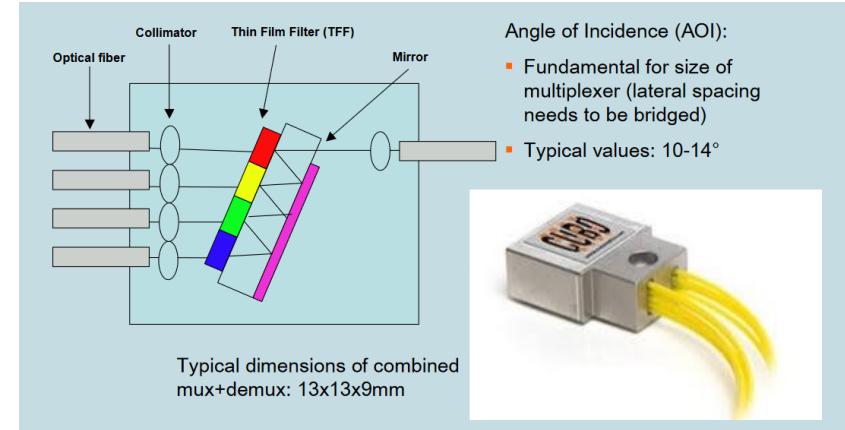 Collimator
Thin Film Filter (TFF)
Optical fiber
Mirror
Angle of Incidence (AOI):
▪ Fundamental for size of
multiplexer (lateral spacing
needs to be bridged)
▪ Typical values: 10-14°
CUBO
Typical dimensions of combined
mux+demux: 13x13x9mm